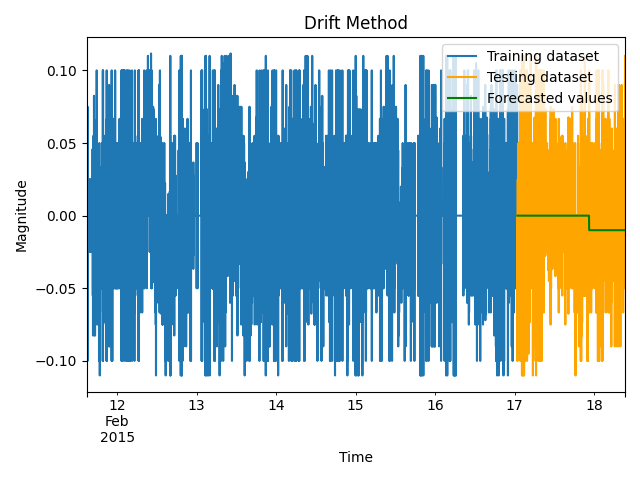 Drift Method
Training dataset
Testing dataset
Forecasted values
0.10
0.05
0.00
−0.05
−0.10
Magnitude
12 13 14 15 16 17 18
Feb
2015
Time